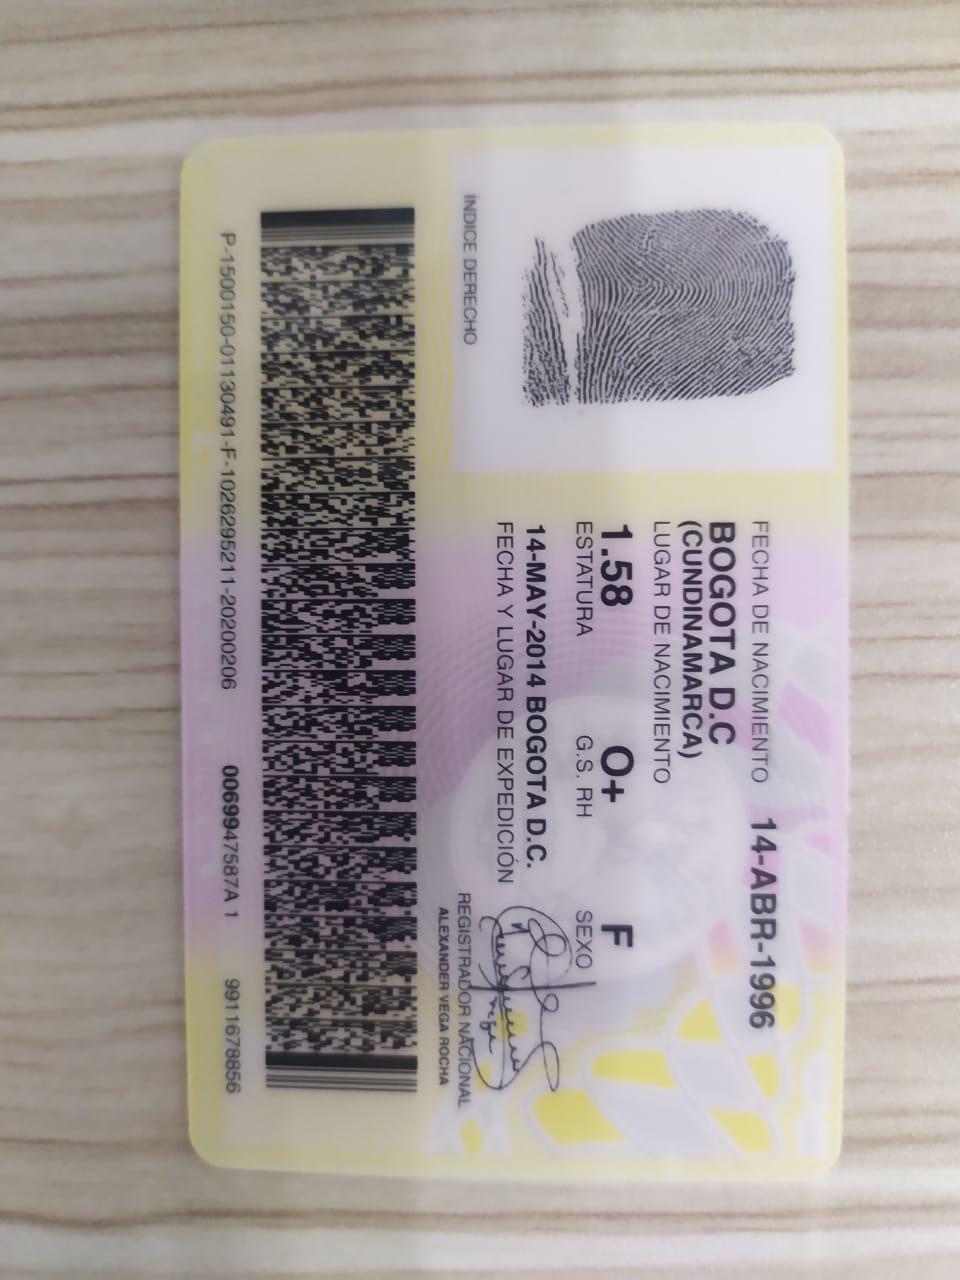 FECHA DE NACIMIENTO 14-ABR-1996
BOGOTA D.C
(CUNDINAMARCA)
LUGAR DE NACIMIENTO
1.58 O+ F
ESTATURA G.S. RH SEXO
14-MAY-2014 BOGOTA D.C.
FECHA Y LUGAR DE EXPEDICIÓN
ÍNDICE DERECHO
REGISTRADOR NACIONAL
ALEXANDER VEGA ROCHA
P-1500150-01130491-F-1026295211-20200206 0069947587A 1 9911678856